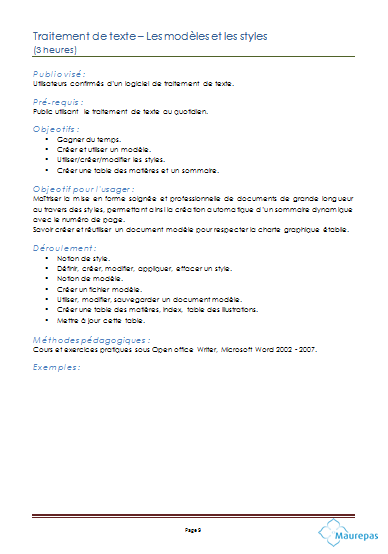 Traitement de texte – Les modèles et les styles
(3 heures)
Public visé :
Utilisateurs confirmés d'un logiciel de traitement de texte.
Pré-requis :
Public utilisant le traitement de texte au quotidien.
Objectifs :
• Gagner du temps.
• Créer et utiliser un modèle.
• Utiliser/créer/modifier les styles.
• Créer une table des matières et un sommaire.
Objectif pour l'usager :
Maîtriser la mise en forme soignée et professionnelle de documents de grande longueur
au travers des styles, permettant ainsi la création automatique d'un sommaire dynamique
avec le numéro de page.
Savoir créer et réutiliser un document modèle pour respecter la charte graphique établie.
Déroulement :
• Notion de style.
• Définir, créer, modifier, appliquer, effacer un style.
• Notion de modèle.
• Créer un fichier modèle.
• Utiliser, modifier, sauvegarder un document modèle.
• Créer une table des matières, index, table des illustrations.
• Mettre à jour cette table.
Méthodes pédagogiques :
Cours et exercices pratiques sous Open office Writer, Microsoft Word 2002 - 2007.
Exemples :
Page 9
Maurepas